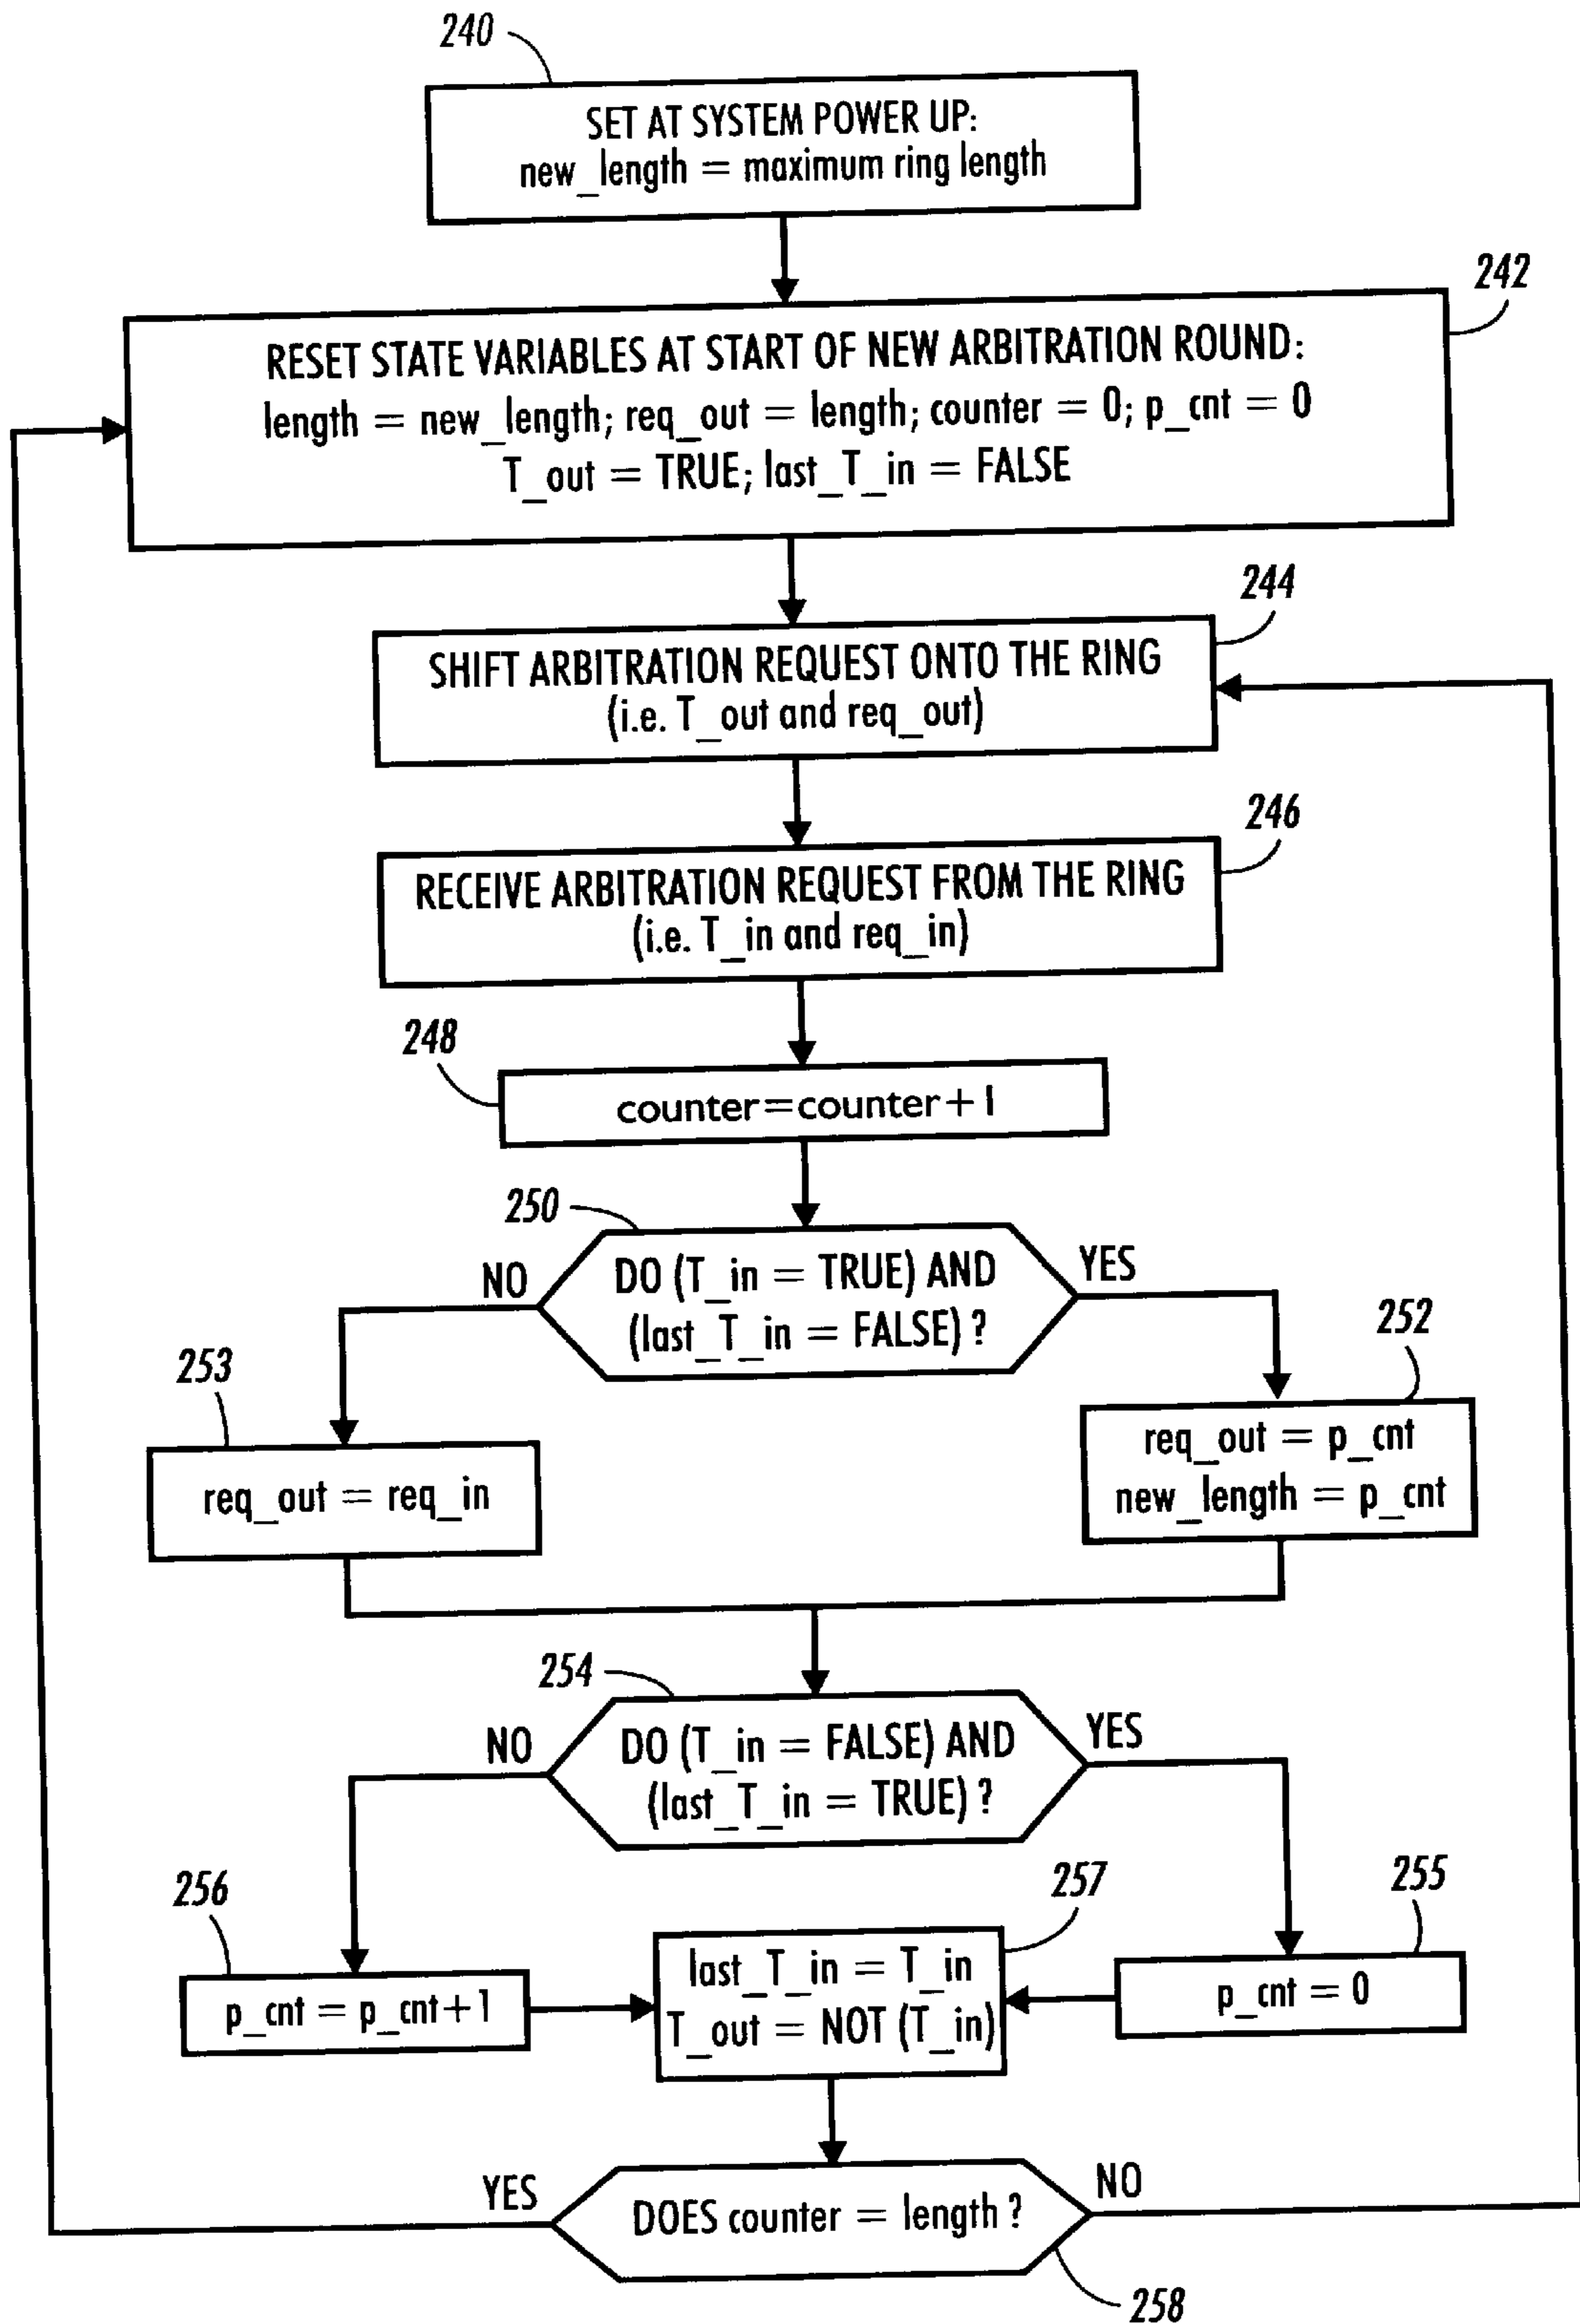 240
SET AT SYSTEM POWER UP:
new_length = maximum ring length
242
RESET STATE VARIABLES AT START OF NEW ARBITRATION ROUND:
length = new_length; req_out = length; counter = 0; p_cnt = 0
T_out = TRUE; last_T_in = FALSE
244
SHIFT ARBITRATION REQUEST ONTO THE RING
(i.e. T_out and req_out)
246
RECEIVE ARBITRATION REQUEST FROM THE RING
(i.e. T_in and req_in)
248
counter=counter+1
250
NO
DO (T_in = TRUE) AND
(last_T_in = FALSE) ?
YES
253
req_out = req_in
252
req_out = p_cnt
new_length = p_cnt
254
NO
DO (T_in = FALSE) AND
(last_T_in = TRUE) ?
YES
256
p_cnt = p_cnt+1
257
last_T_in = T_in
T_out = NOT (T_in)
255
p_cnt = 0
YES
DOES counter = length ?
NO
258